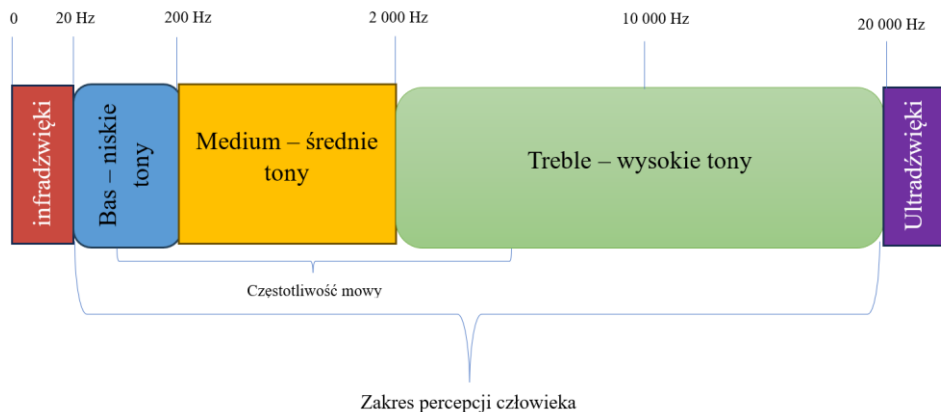 0
20 Hz
200 Hz
2 000 Hz
10 000 Hz
20 000 Hz
infradźwięki
Bas – niskie
tony
Medium – średnie
tony
Treble – wysokie tony
Ultradźwięki
Częstotliwość mowy
Zakres percepcji człowieka